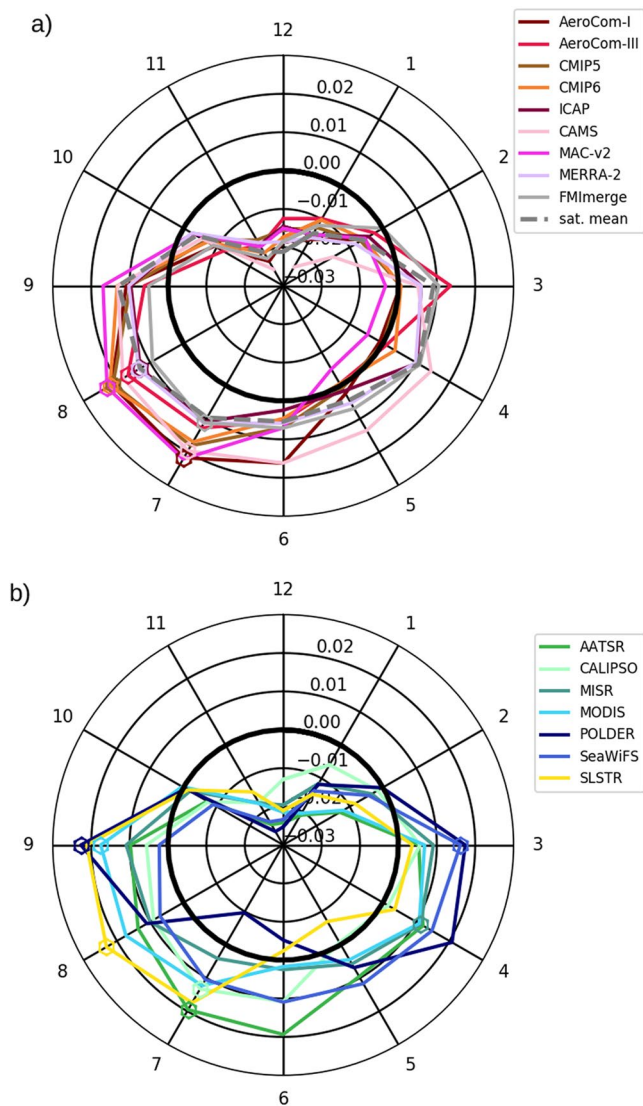 a)
12
1
2
3
4
5
6
7
8
9
10
11
0.02
0.01
0.00
−0.01
−0.03
AeroCom-I
AeroCom-III
CMIP5
CMIP6
ICAP
CAMS
MAC-v2
MERRA-2
FMImerge
sat. mean
b)
12
1
2
3
4
5
6
7
8
9
10
11
0.02
0.01
0.00
−0.01
−0.02
−0.03
AATSR
CALIPSO
MISR
MODIS
POLDER
SeaWiFS
SLSTR